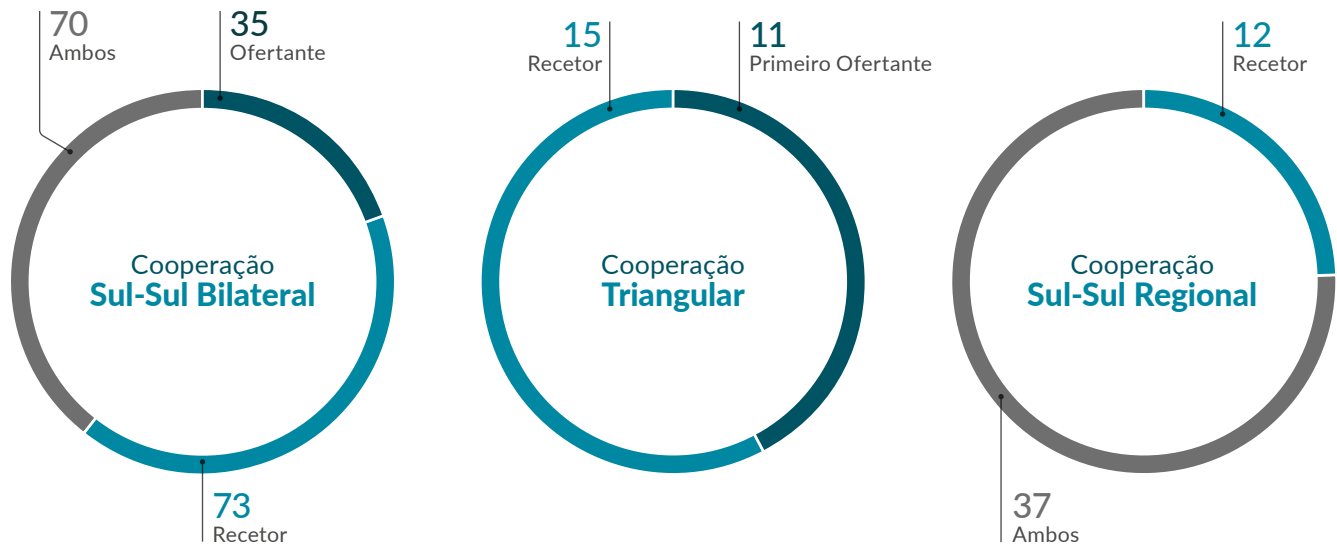 70
Ambos
35
Ofertante
Cooperação
Sul-Sul Bilateral
73
Recetor
15
Recetor
11
Primeiro Ofertante
Cooperação
Triangular
12
Recetor
Cooperação
Sul-Sul Regional
37
Ambos